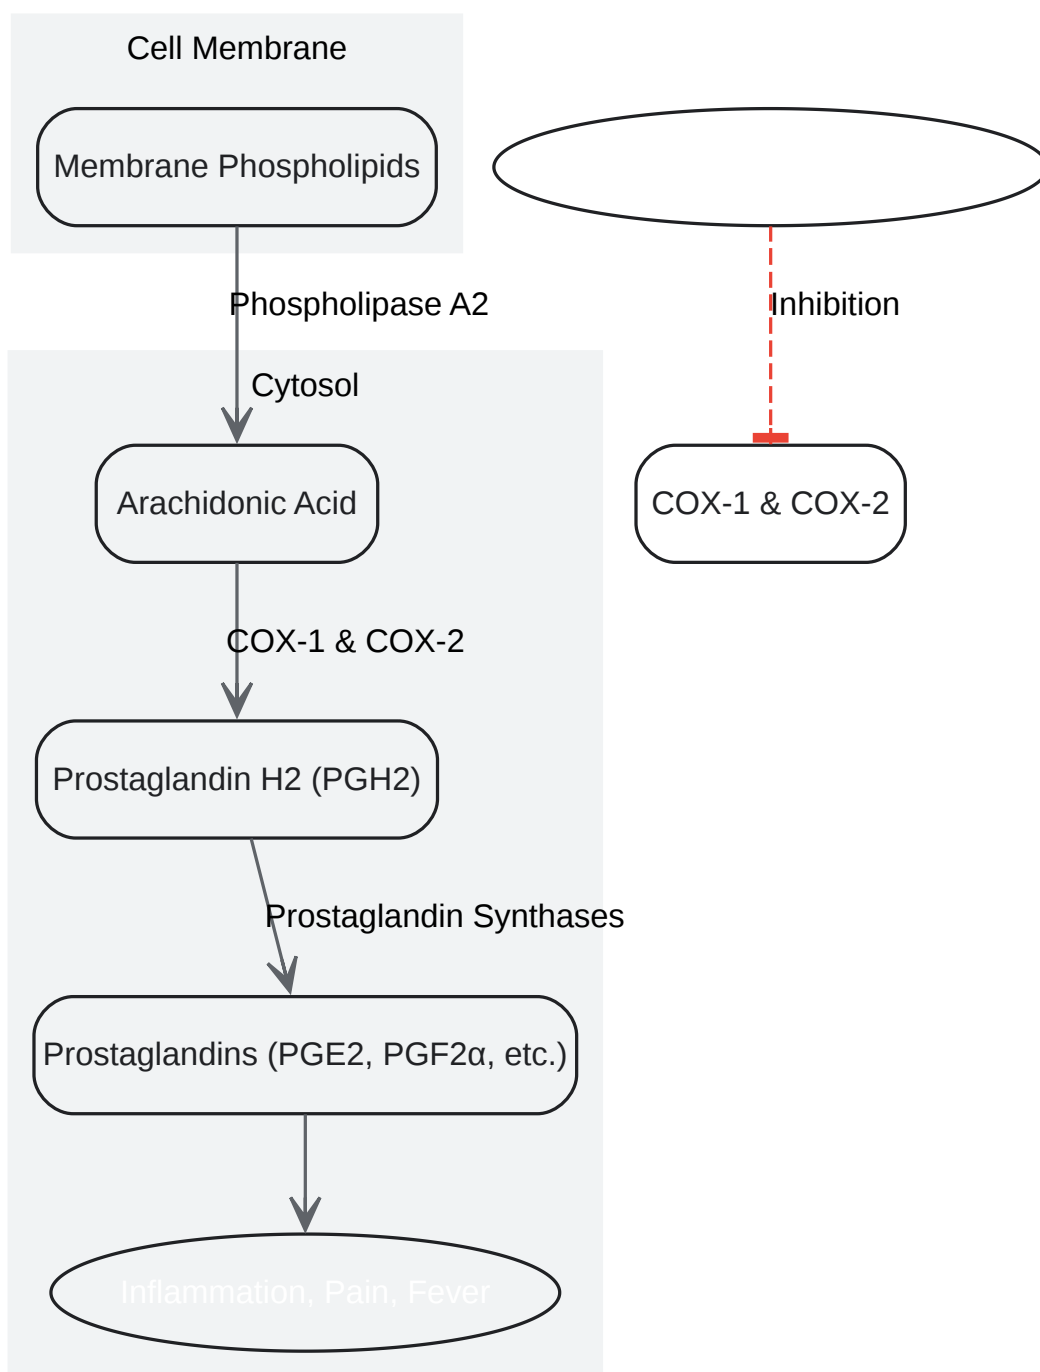 Cell Membrane
Membrane Phospholipids
Phospholipase A2
Inhibition
Cytosol
Arachidonic Acid
COX-1 & COX-2
COX-1 & COX-2
Prostaglandin H2 (PGH2)
Prostaglandin Synthases
Prostaglandins (PGE2, PGF2α, etc.)
Inflammation, Pain, Fever